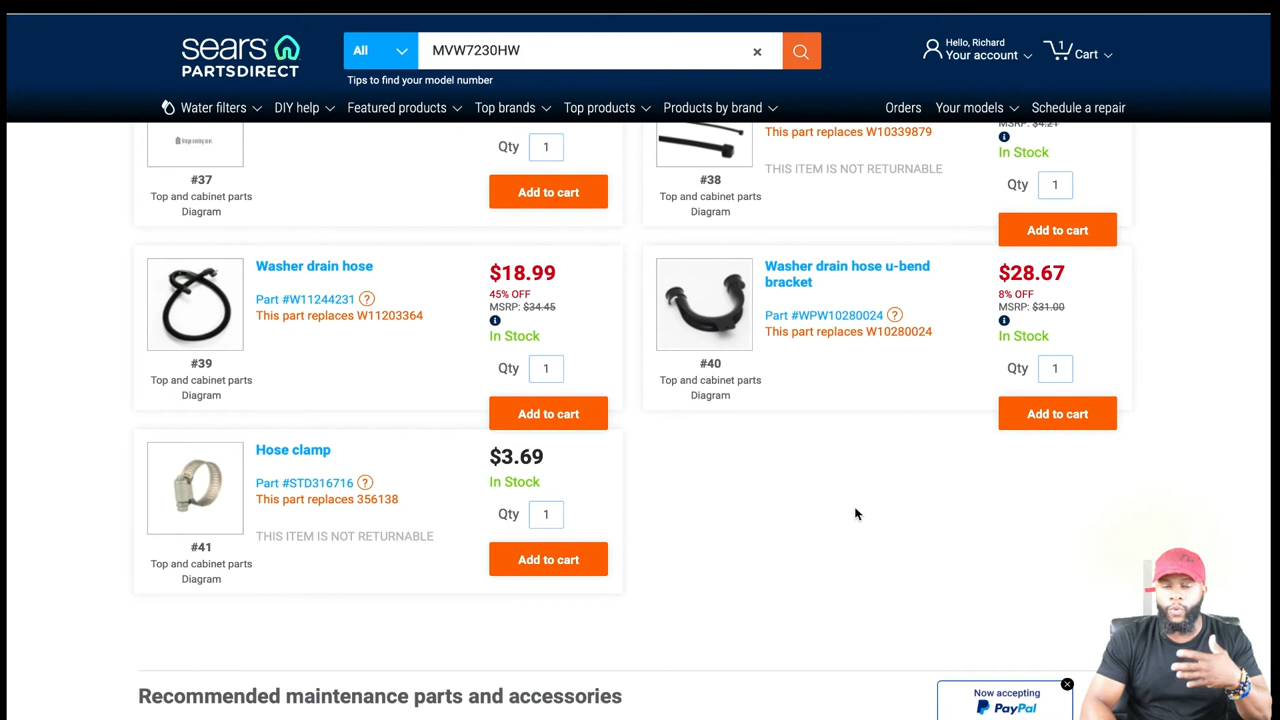 sears
PARTSDIRECT
All
MVW7230HW
Tips to find your model number
Hello, Richard
Your account
1
Cart
Water filters
DIY help
Featured products
Top brands
Top products
Products by brand
Orders
Your models
Schedule a repair
Image coming soon
#37
Top and cabinet parts
Diagram
Qty 1
Add to cart
#38
Top and cabinet parts
Diagram
This part replaces W10339879
THIS ITEM IS NOT RETURNABLE
MSRP: $4.21
In Stock
Qty 1
Add to cart
#39
Top and cabinet parts
Diagram
Washer drain hose
Part #W11244231 ?
This part replaces W11203364
$18.99
45% OFF
MSRP: $34.45
In Stock
Qty 1
Add to cart
#40
Top and cabinet parts
Diagram
Washer drain hose u-bend
bracket
Part #WPW10280024 ?
This part replaces W10280024
$28.67
8% OFF
MSRP: $31.00
In Stock
Qty 1
Add to cart
#41
Top and cabinet parts
Diagram
Hose clamp
Part #STD316716 ?
This part replaces 356138
THIS ITEM IS NOT RETURNABLE
$3.69
In Stock
Qty 1
Add to cart
Recommended maintenance parts and accessories
Now accepting
PayPal